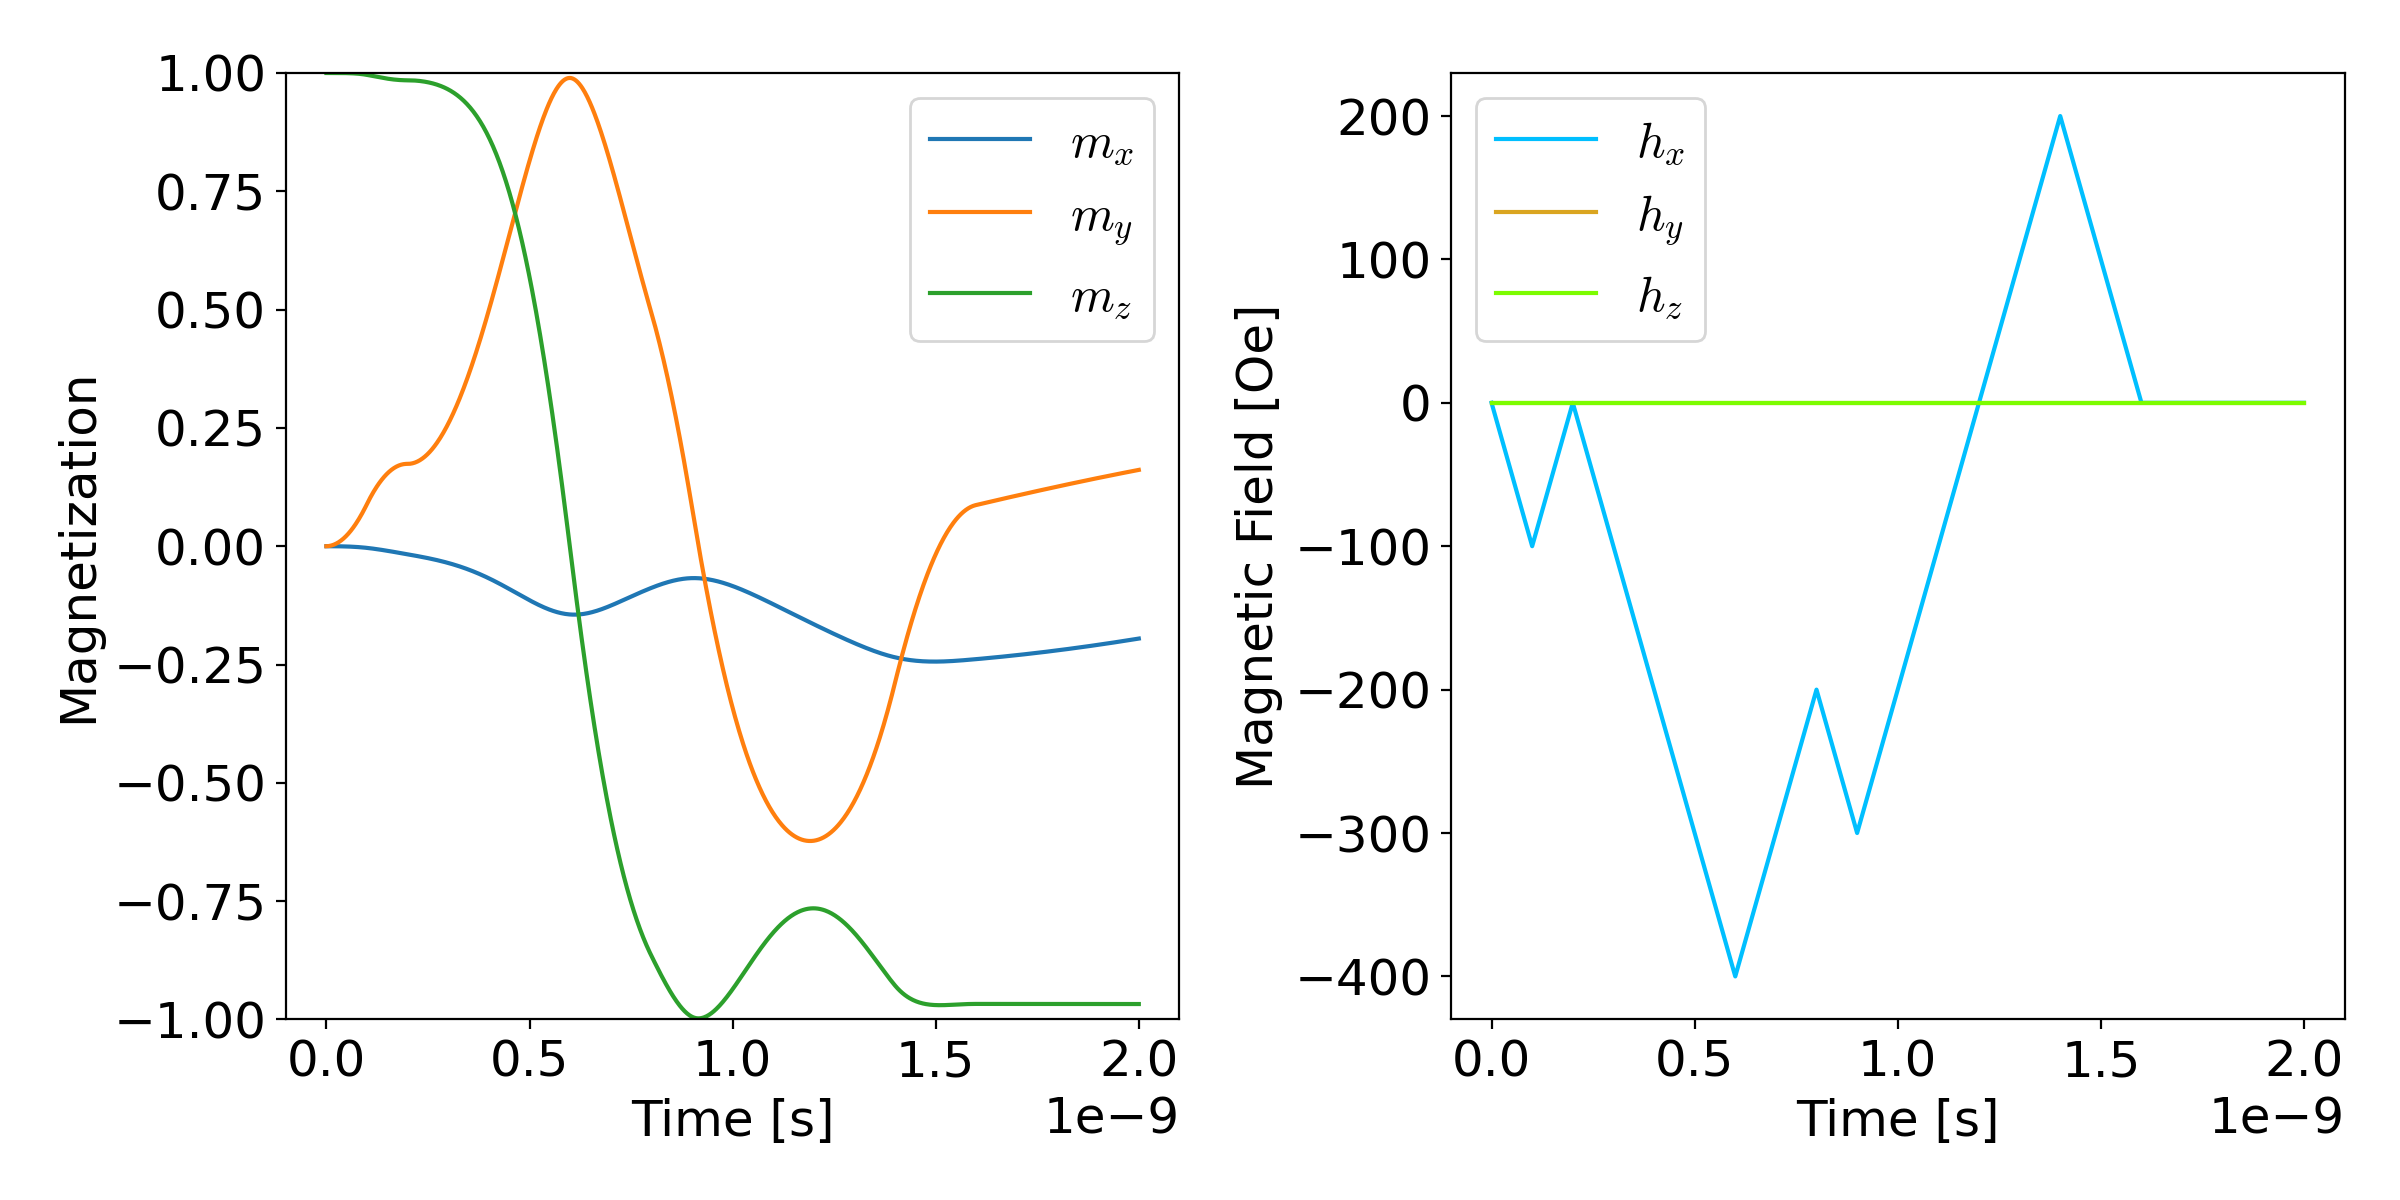 Magnetization
1.00
0.75
0.50
0.25
0.00
−0.25
−0.50
−0.75
−1.00
m_x
m_y
m_z
0.0 0.5 1.0 1.5 2.0
Time [s]
1e−9
Magnetic Field [Oe]
200
100
0
−100
−200
−300
−400
h_x
h_y
h_z
0.0 0.5 1.0 1.5 2.0
Time [s]
1e−9